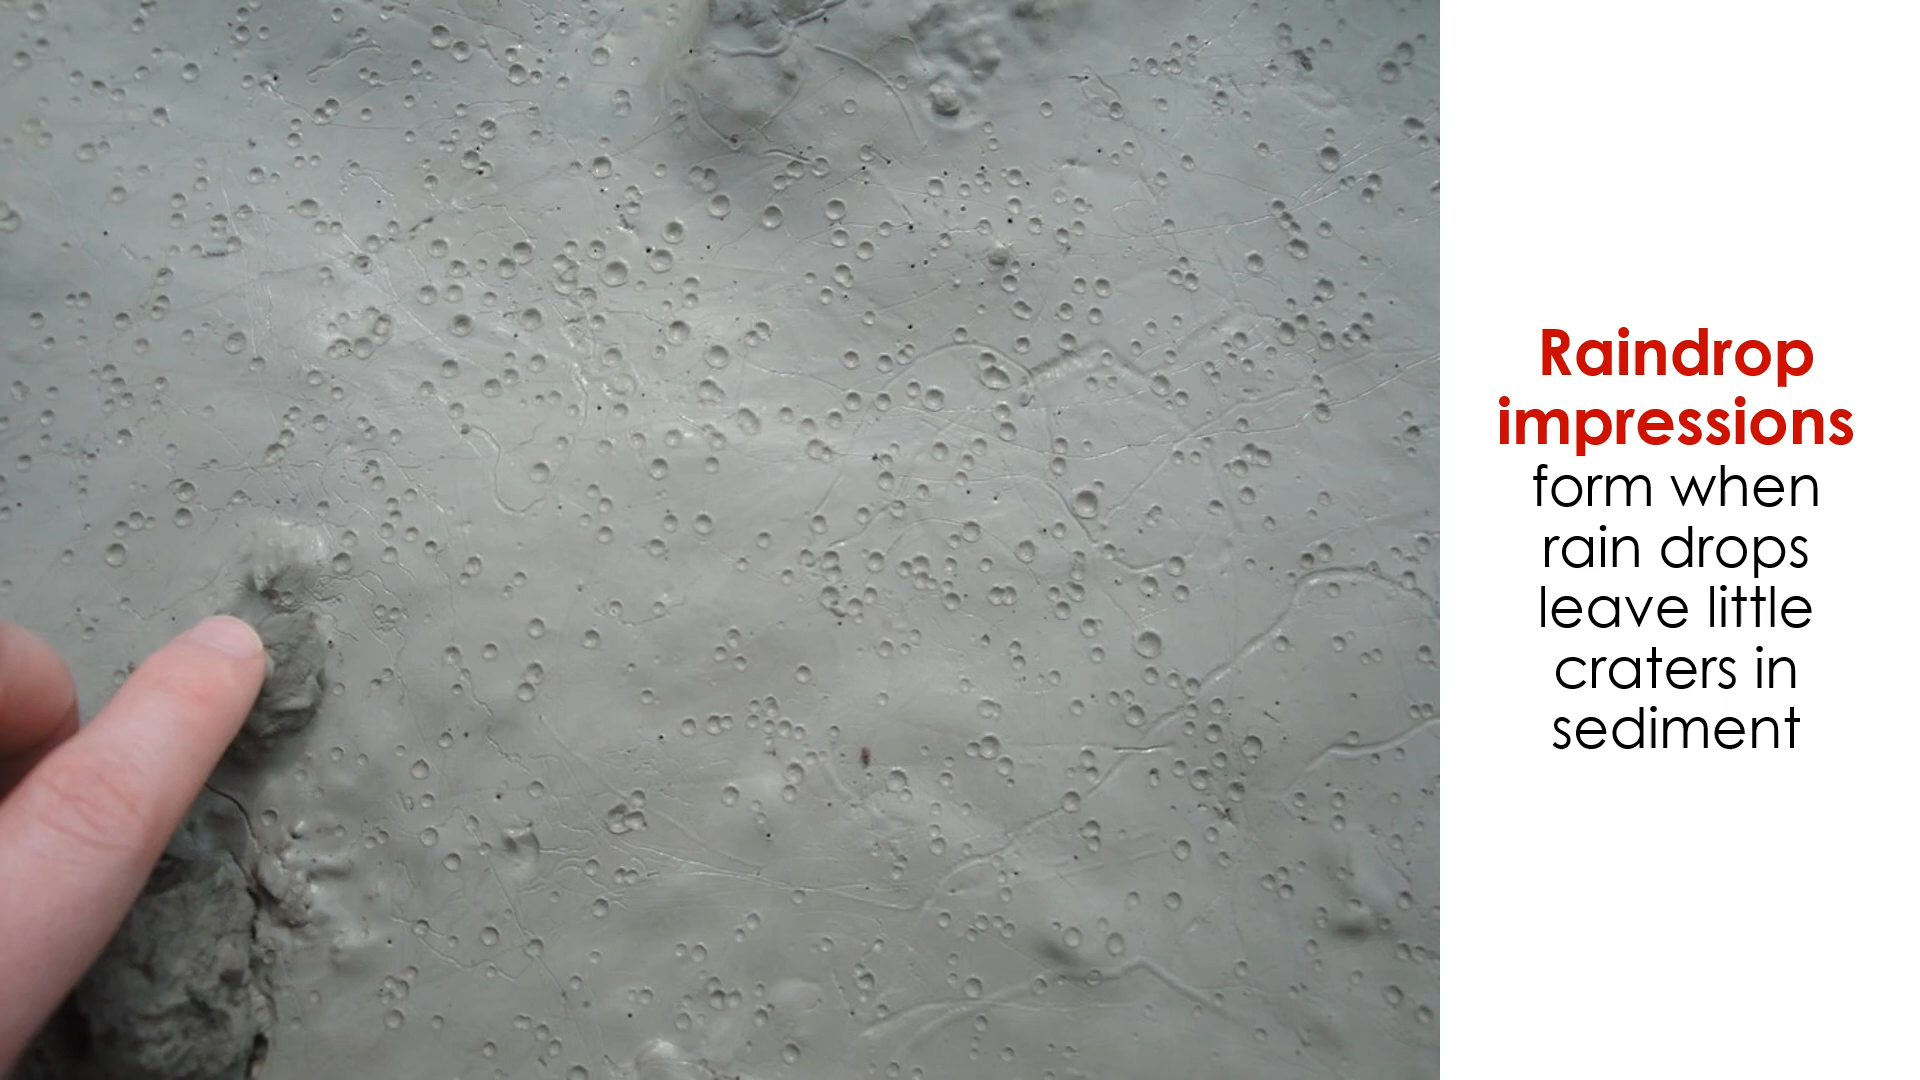 Raindrop
impressions
form when
rain drops
leave little
craters in
sediment